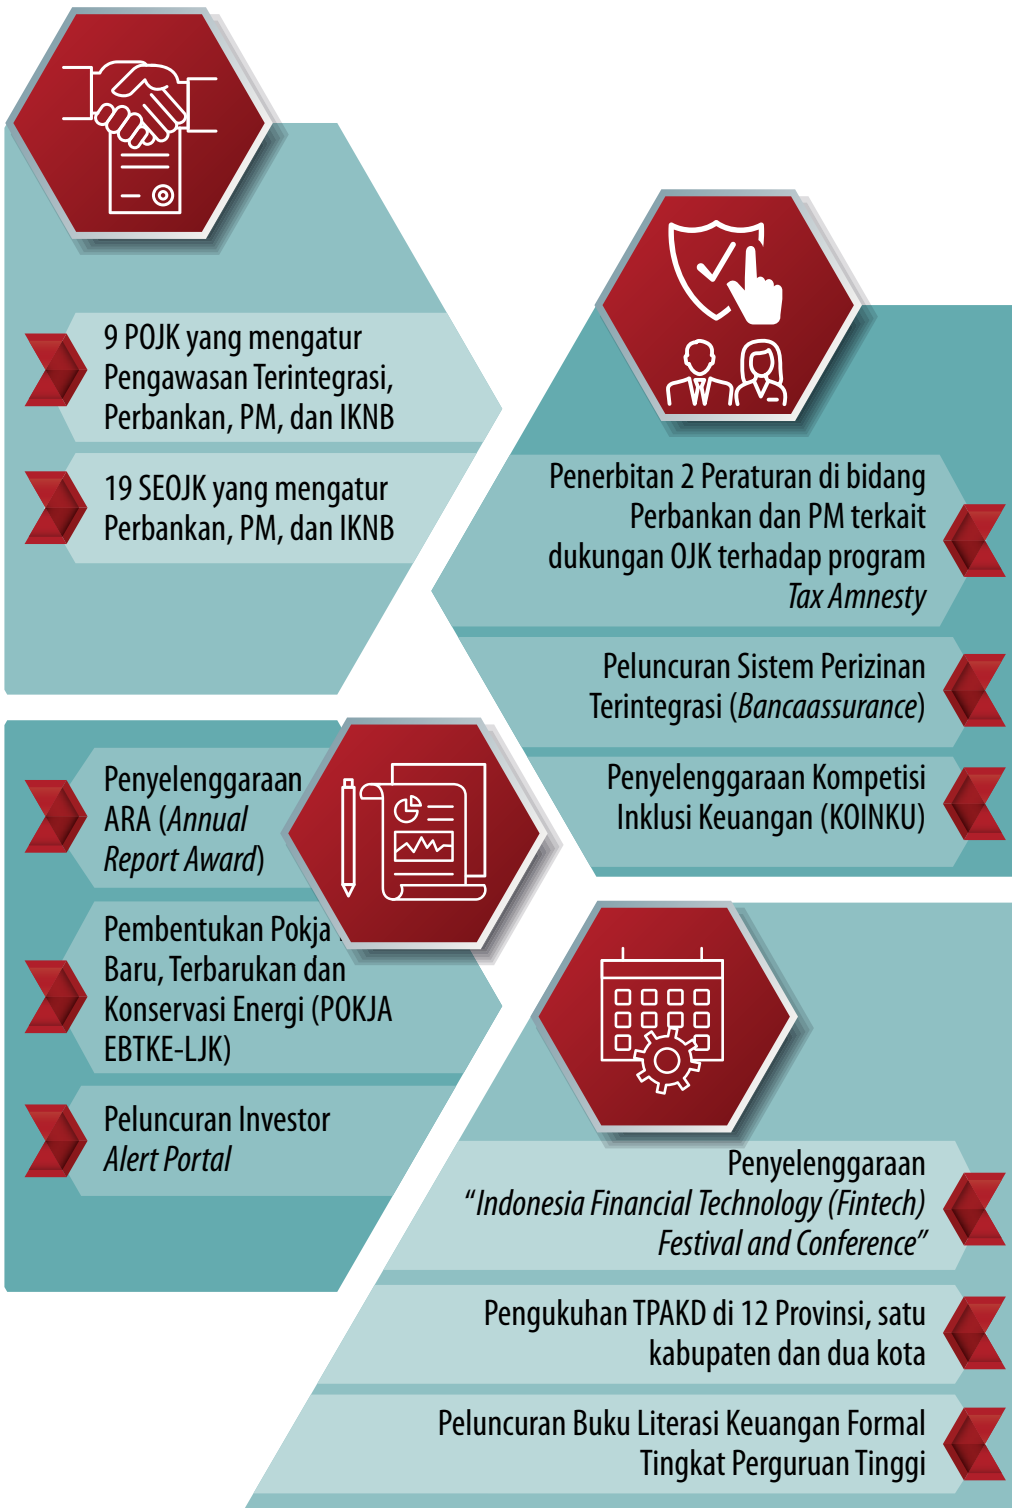 9 POJK yang mengatur
Pengawasan Terintegrasi,
Perbankan, PM, dan IKNB
19 SEOJK yang mengatur
Perbankan, PM, dan IKNB
Penerbitan 2 Peraturan di bidang
Perbankan dan PM terkait
dukungan OJK terhadap program
Tax Amnesty
Peluncuran Sistem Perizinan
Terintegrasi (Bancaassurance)
Penyelenggaraan Kompetisi
Inklusi Keuangan (KOINKU)
Penyelenggaraan
ARA (Annual
Report Award)
Pembentukan Pokja
Baru, Terbarukan dan
Konservasi Energi (POKJA
EBTKE-LJK)
Peluncuran Investor
Alert Portal
Penyelenggaraan
“Indonesia Financial Technology (Fintech)
Festival and Conference”
Pengukuhan TPAKD di 12 Provinsi, satu
kabupaten dan dua kota
Peluncuran Buku Literasi Keuangan Formal
Tingkat Perguruan Tinggi